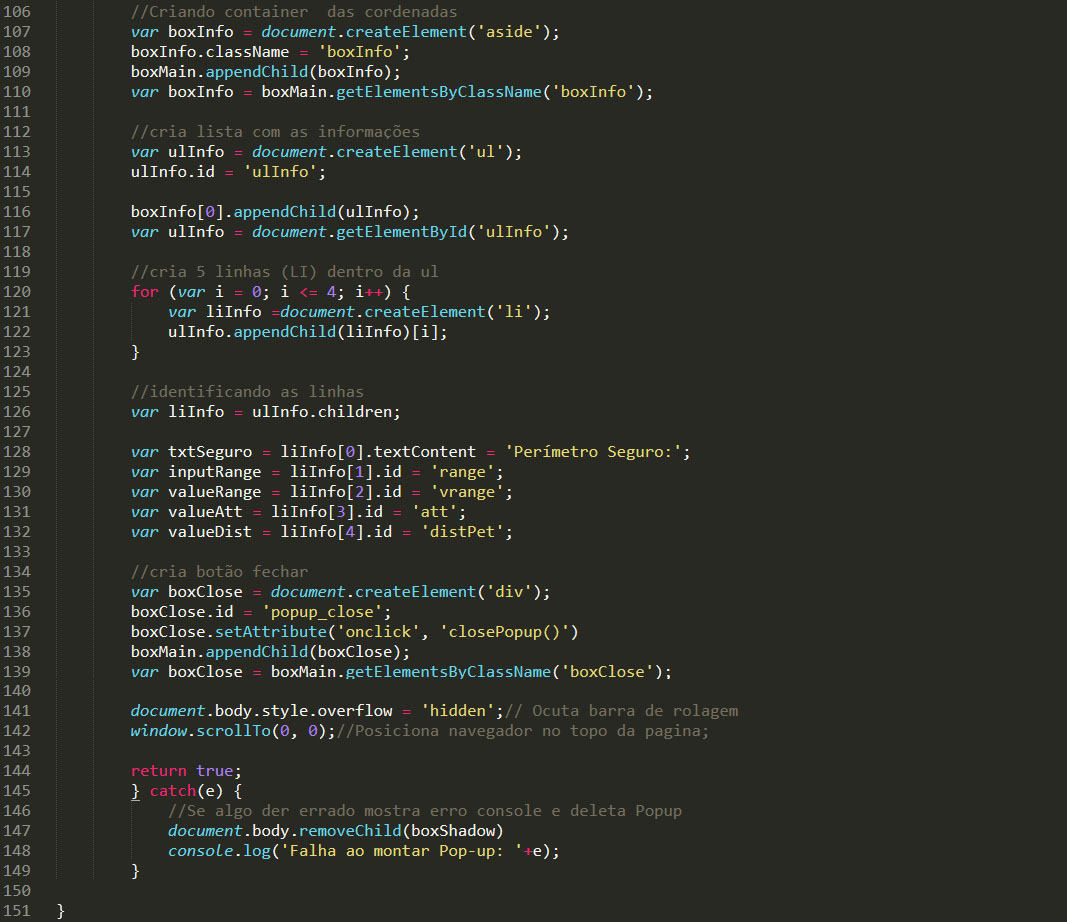 106 //Criando container  das cordenadas
107 var boxInfo = document.createElement('aside');
108 boxInfo.className = 'boxInfo';
109 boxMain.appendChild(boxInfo);
110 var boxInfo = boxMain.getElementsByClassName('boxInfo');
111
112 //cria lista com as informações
113 var ulInfo = document.createElement('ul');
114 ulInfo.id = 'ulInfo';
115
116 boxInfo[0].appendChild(ulInfo);
117 var ulInfo = document.getElementById('ulInfo');
118
119 //cria 5 linhas (LI) dentro da ul
120 for (var i = 0; i <= 4; i++) {
121 var liInfo =document.createElement('li');
122 ulInfo.appendChild(liInfo)[i];
123 }
124
125 //identificando as linhas
126 var liInfo = ulInfo.children;
127
128 var txtSeguro = liInfo[0].textContent = 'Perímetro Seguro:';
129 var inputRange = liInfo[1].id = 'range';
130 var valueRange = liInfo[2].id = 'vrange';
131 var valueAtt = liInfo[3].id = 'att';
132 var valueDist = liInfo[4].id = 'distPet';
133
134 //cria botão fechar
135 var boxClose = document.createElement('div');
136 boxClose.id = 'popup_close';
137 boxClose.setAttribute('onclick', 'closePopup()')
138 boxMain.appendChild(boxClose);
139 var boxClose = boxMain.getElementsByClassName('boxClose');
140
141 document.body.style.overflow = 'hidden';// Ocuta barra de rolagem
142 window.scrollTo(0, 0);//Posiciona navegador no topo da pagina;
143
144 return true;
145 } catch(e) {
146 //Se algo der errado mostra erro console e deleta Popup
147 document.body.removeChild(boxShadow)
148 console.log('Falha ao montar Pop-up: '+e);
149 }
150
151 }